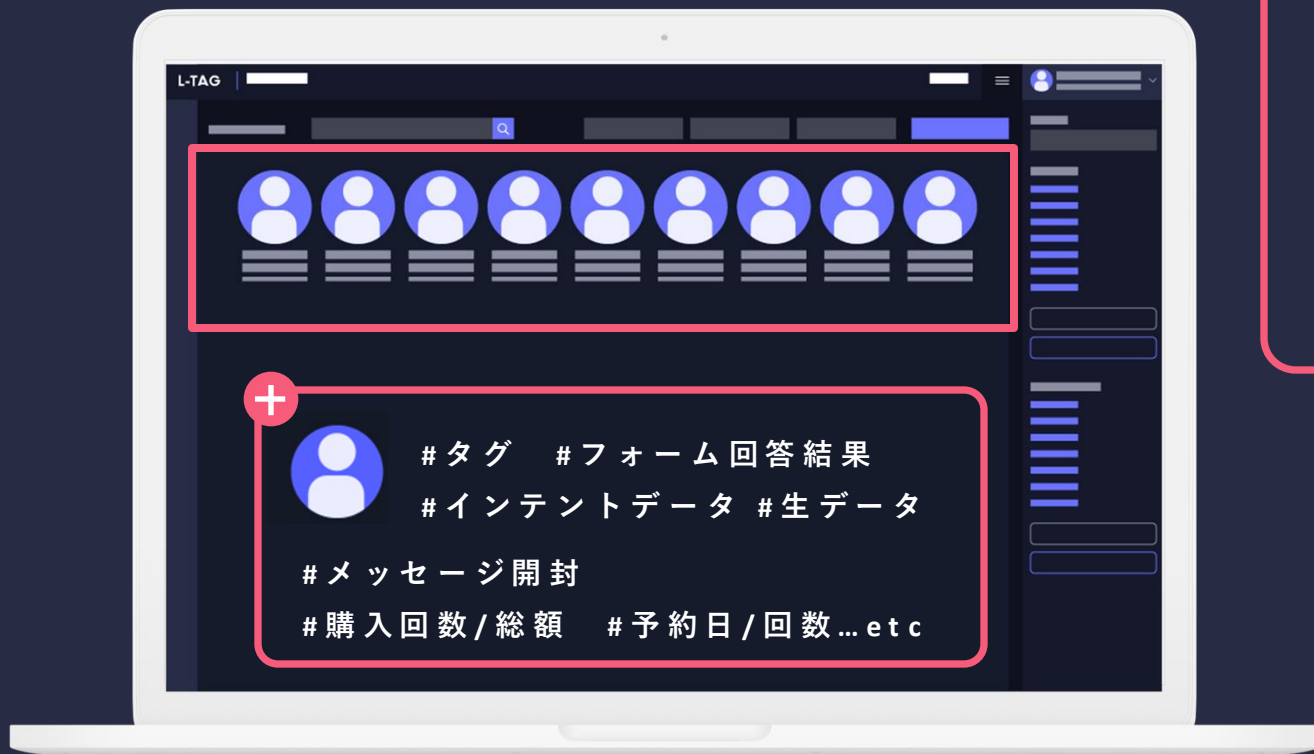 L-TAG
#タグ #フォーム回答結果
#インテントデータ #生データ
#メッセージ開封
#購入回数/総額 #予約日/回数…etc